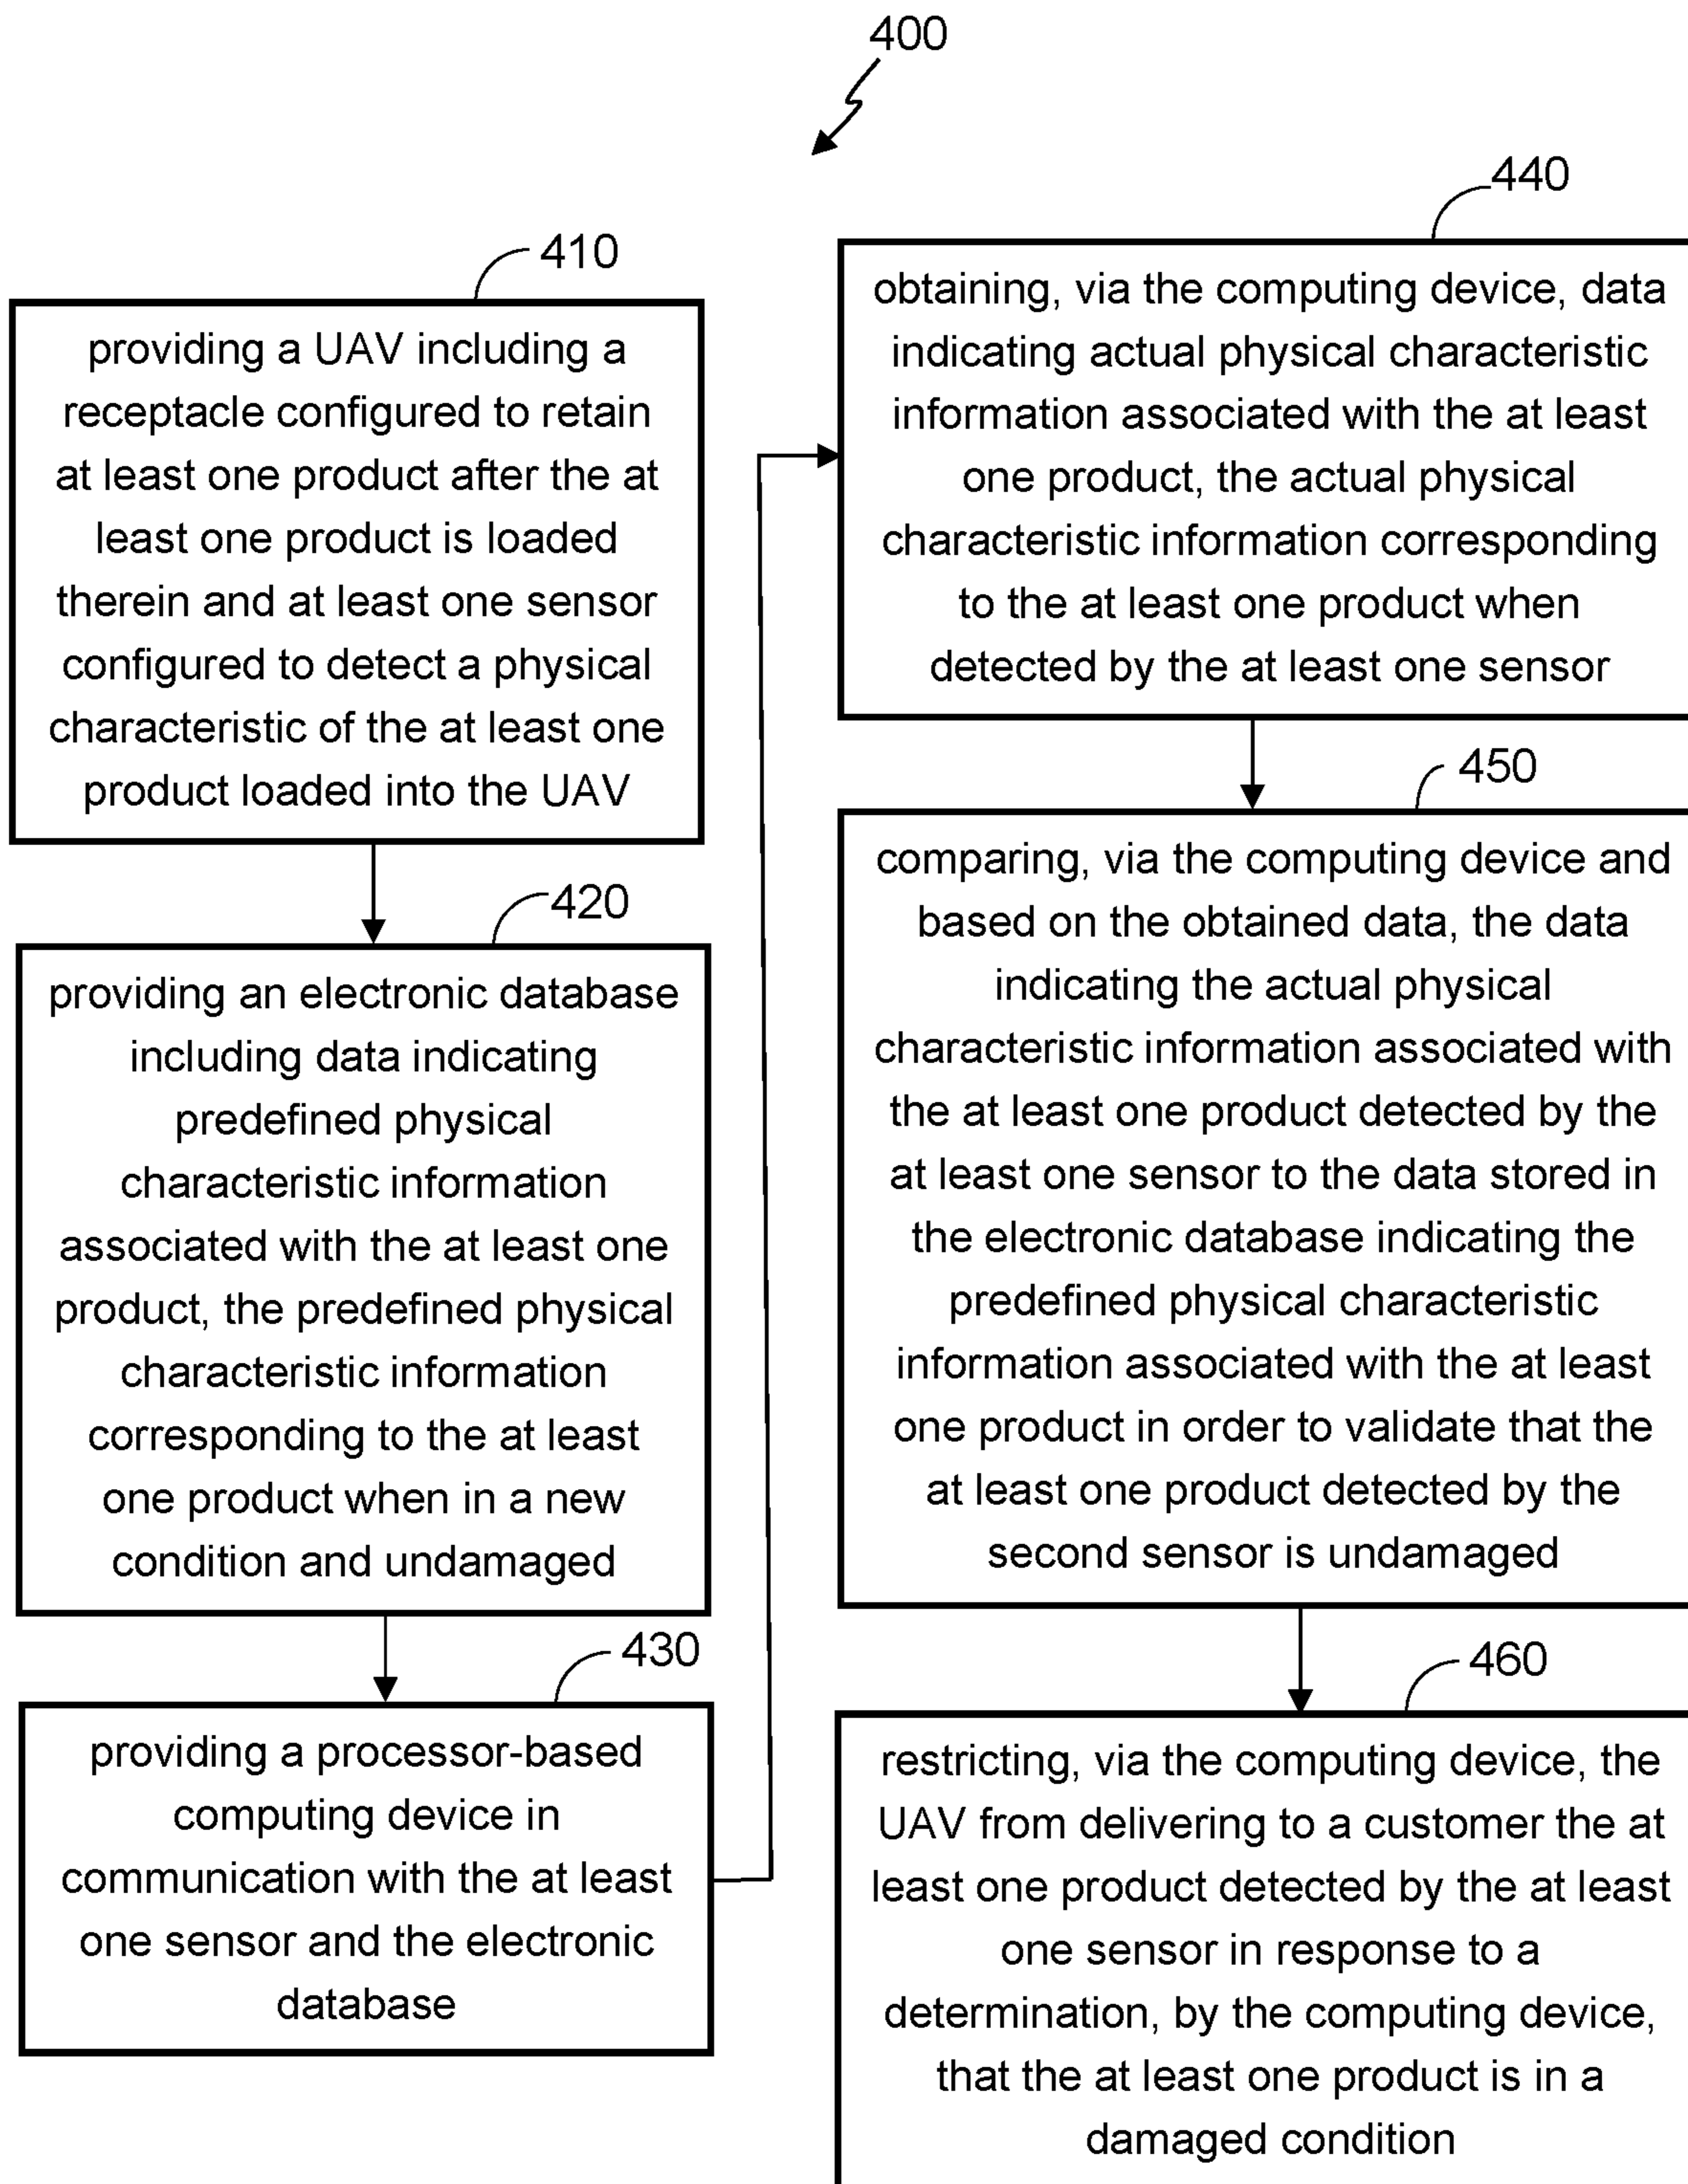 400
410
providing a UAV including a
receptacle configured to retain
at least one product after the at
least one product is loaded
therein and at least one sensor
configured to detect a physical
characteristic of the at least one
product loaded into the UAV
420
providing an electronic database
including data indicating
predefined physical
characteristic information
associated with the at least one
product, the predefined physical
characteristic information
corresponding to the at least
one product when in a new
condition and undamaged
430
providing a processor-based
computing device in
communication with the at least
one sensor and the electronic
database
440
obtaining, via the computing device, data
indicating actual physical characteristic
information associated with the at least
one product, the actual physical
characteristic information corresponding
to the at least one product when
detected by the at least one sensor
450
comparing, via the computing device and
based on the obtained data, the data
indicating the actual physical
characteristic information associated with
the at least one product detected by the
at least one sensor to the data stored in
the electronic database indicating the
predefined physical characteristic
information associated with the at least
one product in order to validate that the
at least one product detected by the
second sensor is undamaged
460
restricting, via the computing device, the
UAV from delivering to a customer the at
least one product detected by the at least
one sensor in response to a
determination, by the computing device,
that the at least one product is in a
damaged condition